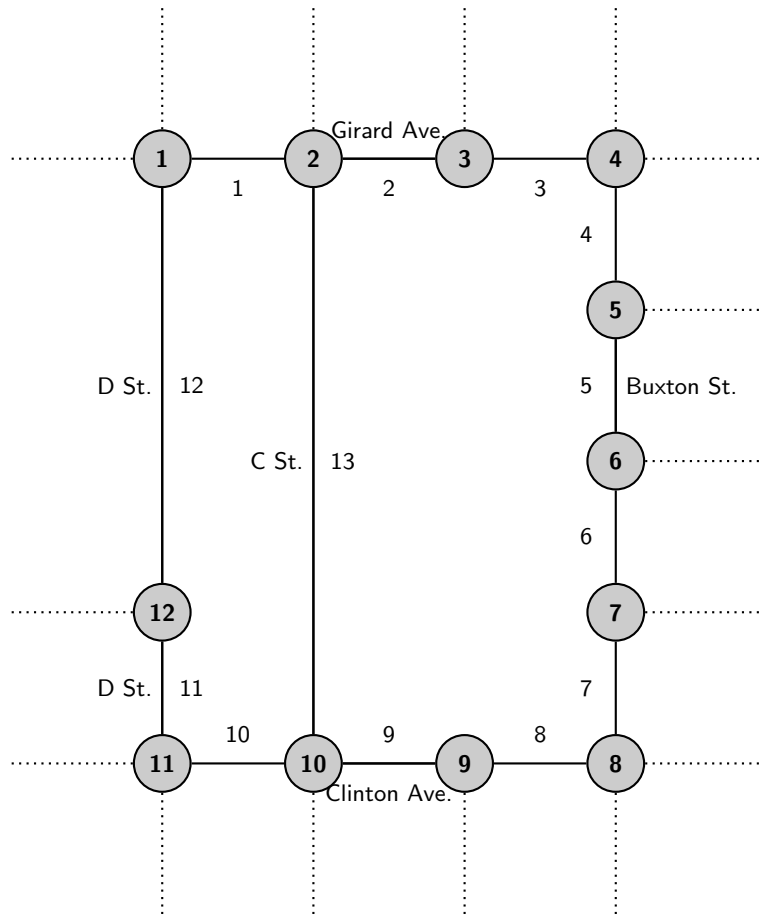 Girard Ave.
1 2 3 4
1 2 3
4
5
D St. 12 5 Buxton St.
C St. 13 6
6
12 7
D St. 11 7
10 9 8
11 10 9 8
Clinton Ave.